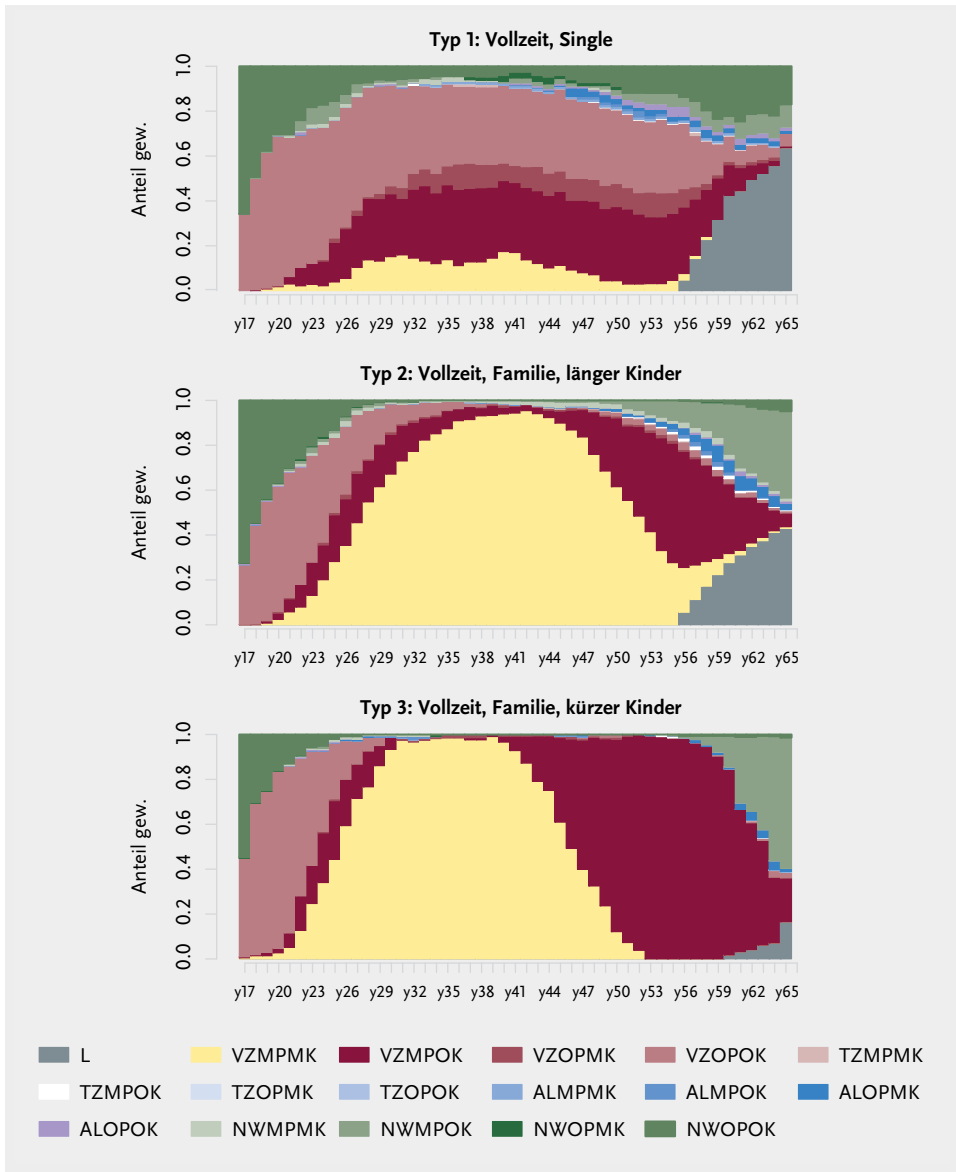 Typ 1: Vollzeit, Single
Anteil gew.
1.0
0.8
0.6
0.4
0.2
0.0
y17 y20 y23 y26 y29 y32 y35 y38 y41 y44 y47 y50 y53 y56 y59 y62 y65
Typ 2: Vollzeit, Familie, länger Kinder
Anteil gew.
1.0
0.8
0.6
0.4
0.2
0.0
y17 y20 y23 y26 y29 y32 y35 y38 y41 y44 y47 y50 y53 y56 y59 y62 y65
Typ 3: Vollzeit, Familie, kürzer Kinder
Anteil gew.
1.0
0.8
0.6
0.4
0.2
0.0
y17 y20 y23 y26 y29 y32 y35 y38 y41 y44 y47 y50 y53 y56 y59 y62 y65
L VZMPMK VZMPOK VZOPMK VZOPOK TZMPMK
TZMPOK TZOPMK TZOPOK ALMPMK ALMPOK ALOPMK
ALOPOK NWMPMK NWMPOK NWOPMK NWOPOK